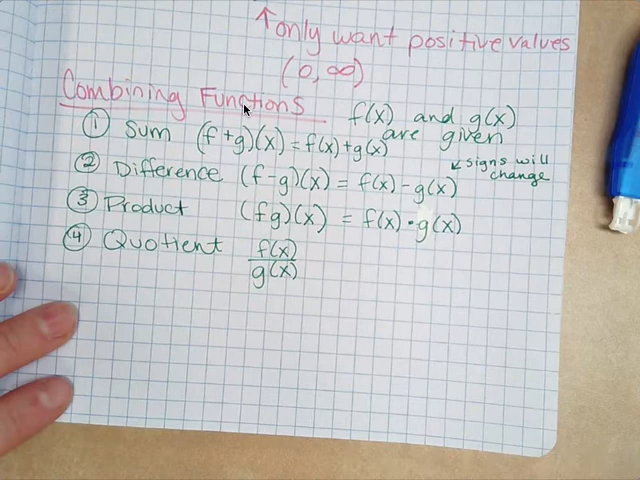 ↑ only want positive values
(0, ∞)
Combining Functions
f(x) and g(x)
are given
① Sum (f+g)(x) = f(x)+g(x)
② Difference (f-g)(x) = f(x)-g(x)
↙ signs will
change
③ Product (fg)(x) = f(x)·g(x)
④ Quotient f(x)
g(x)